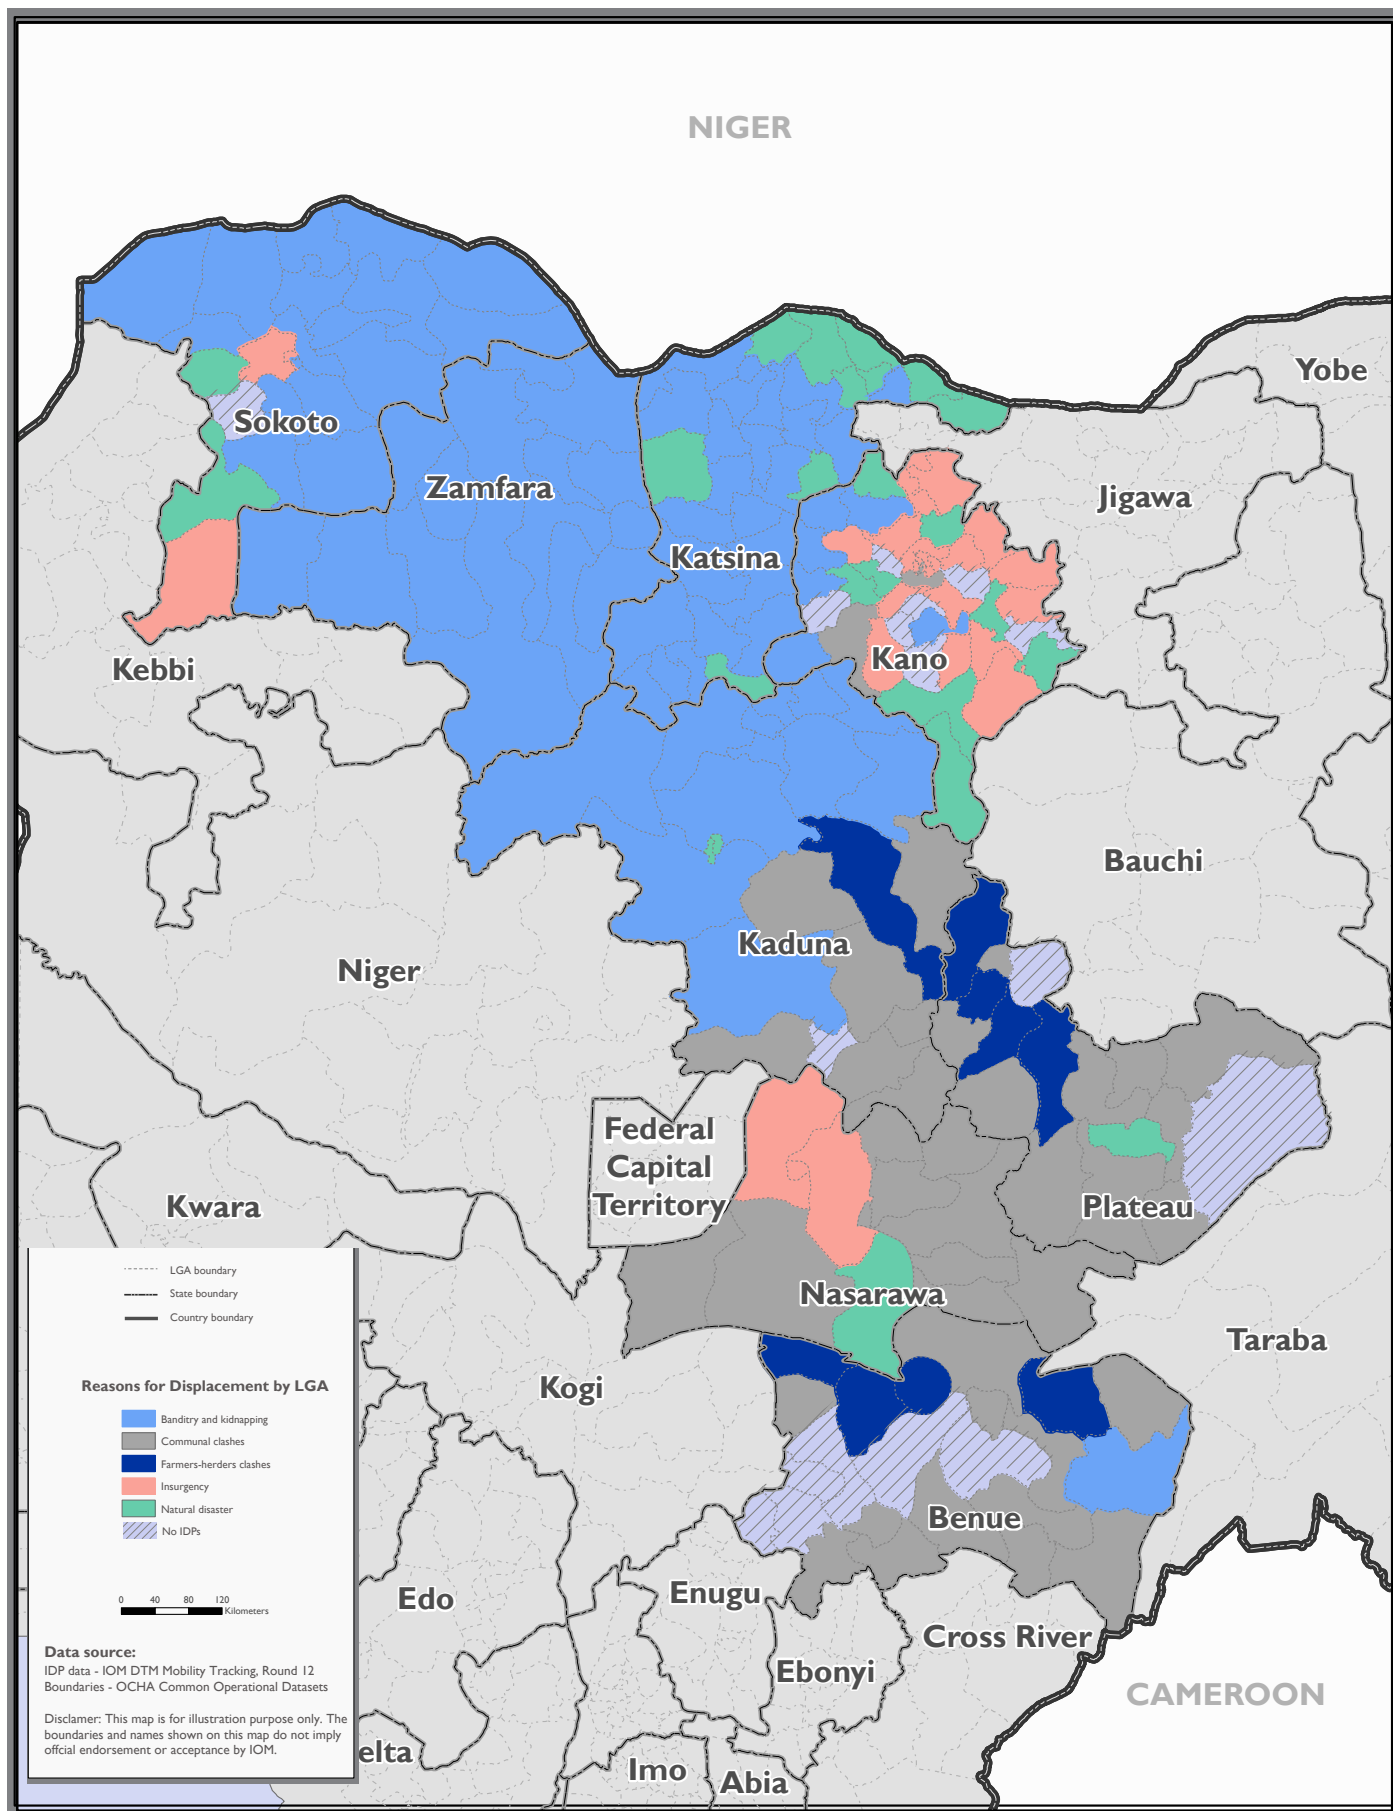 NIGER
Yobe
Sokoto
Zamfara
Jigawa
Katsina
Kano
Kebbi
Bauchi
Kaduna
Niger
Federal
Capital
Territory
Kwara
Plateau
Nasarawa
Taraba
Kogi
Benue
Edo
Enugu
Cross River
Ebonyi
CAMEROON
elta
Imo
Abia
LGA boundary
State boundary
Country boundary
Reasons for Displacement by LGA
Banditry and kidnapping
Communal clashes
Farmers-herders clashes
Insurgency
Natural disaster
No IDPs
0 40 80 120
Kilometers
Data source:
IDP data - IOM DTM Mobility Tracking, Round 12
Boundaries - OCHA Common Operational Datasets
Disclamer: This map is for illustration purpose only. The
boundaries and names shown on this map do not imply
offcial endorsement or acceptance by IOM.